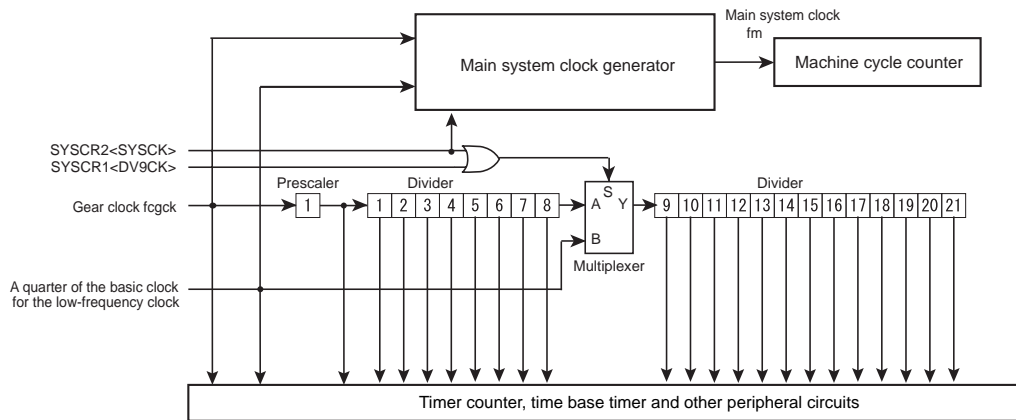 Main system clock
fm
Main system clock generator
Machine cycle counter
SYSCR2<SYSCK>
SYSCR1<DV9CK>
Prescaler
Divider
S
Divider
Gear clock fcgck
1
1 2 3 4 5 6 7 8
A Y
9 10 11 12 13 14 15 16 17 18 19 20 21
B
Multiplexer
A quarter of the basic clock
for the low-frequency clock
Timer counter, time base timer and other peripheral circuits